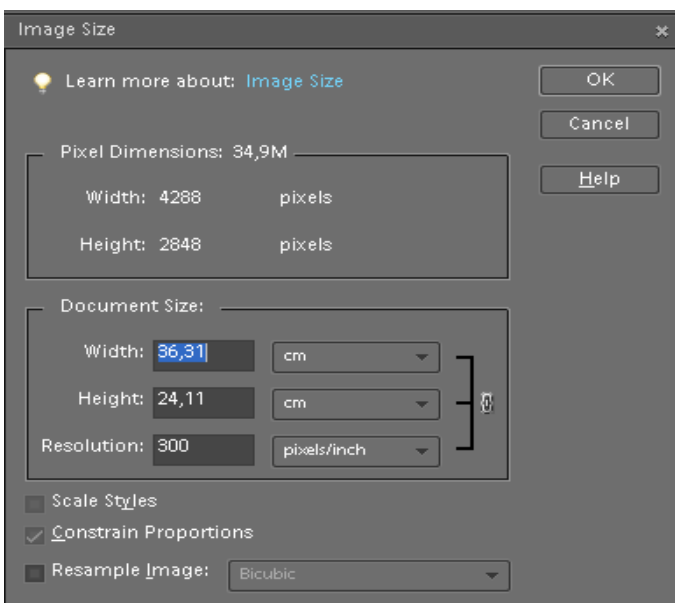 Image Size
Learn more about: Image Size
OK
Cancel
Help
Pixel Dimensions: 34,9M
Width: 4288 pixels
Height: 2848 pixels
Document Size:
Width: 36,31 cm
Height: 24,11 cm
Resolution: 300 pixels/inch
Scale Styles
Constrain Proportions
Resample Image: Bicubic